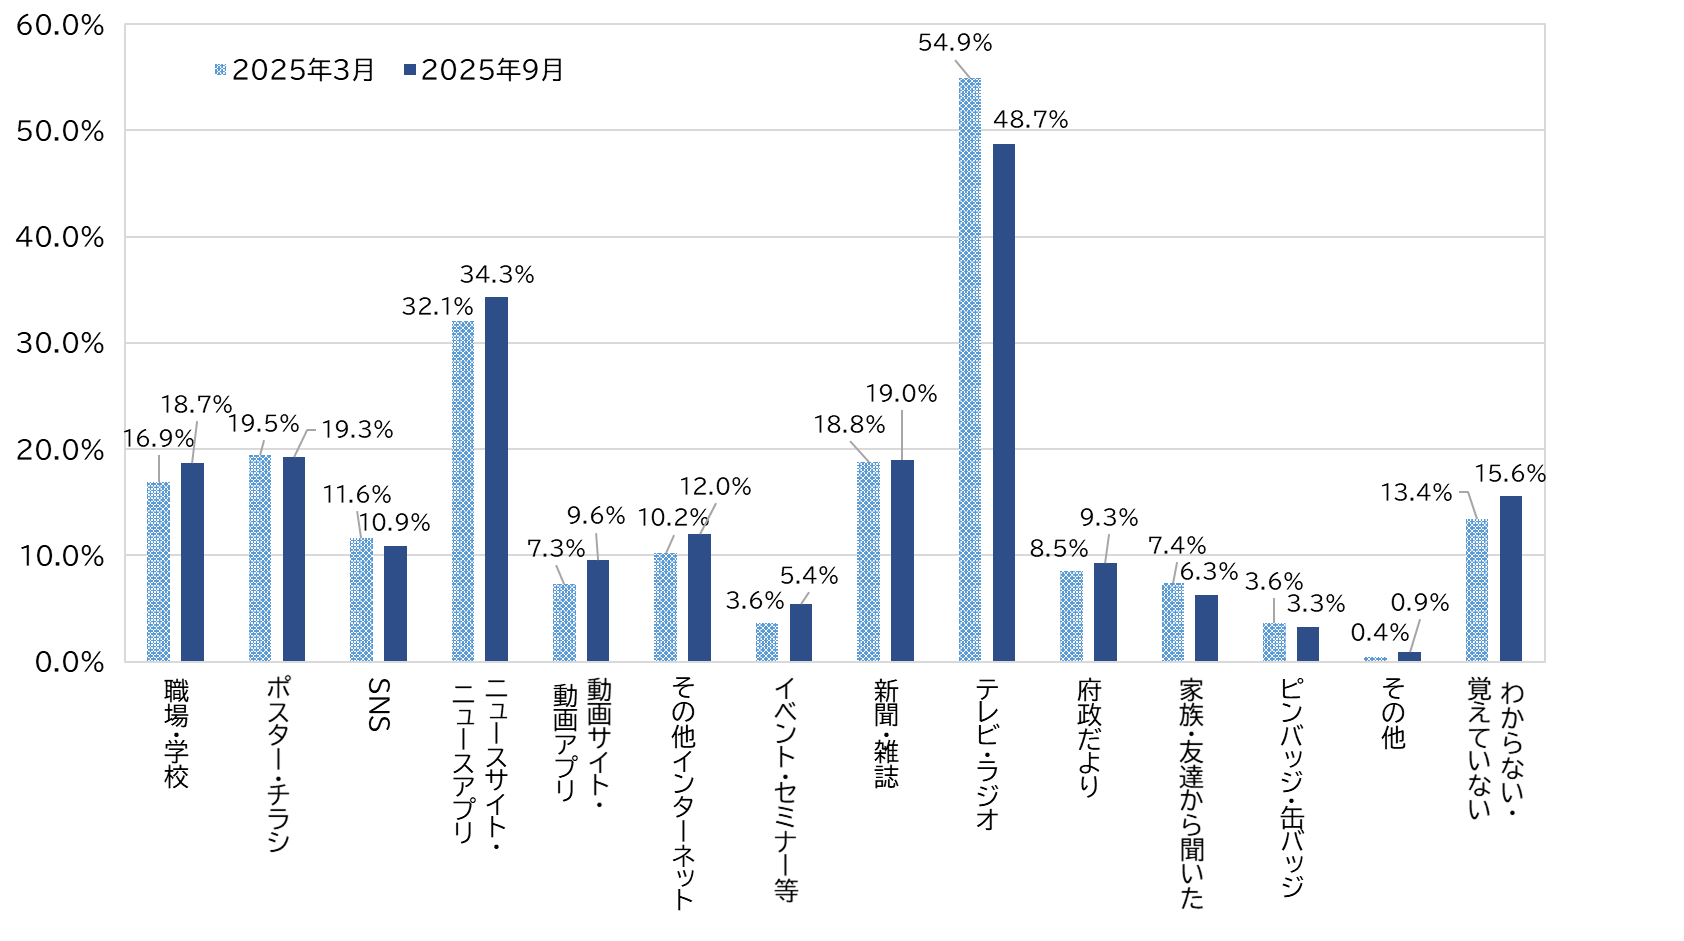 60.0%
50.0%
40.0%
30.0%
20.0%
10.0%
0.0%
2025年3月
2025年9月
16.9%
18.7%
19.5%
19.3%
11.6%
10.9%
32.1%
34.3%
7.3%
9.6%
10.2%
12.0%
3.6%
5.4%
18.8%
19.0%
54.9%
48.7%
8.5%
9.3%
7.4%
6.3%
3.6%
3.3%
0.4%
0.9%
13.4%
15.6%
職場・学校
ポスター・チラシ
SNS
ニュースサイト・
ニュースアプリ
動画サイト・
動画アプリ
その他インターネット
イベント・セミナー等
新聞・雑誌
テレビ・ラジオ
府政だより
家族・友達から聞いた
ピンバッジ・缶バッジ
その他
わからない・
覚えていない